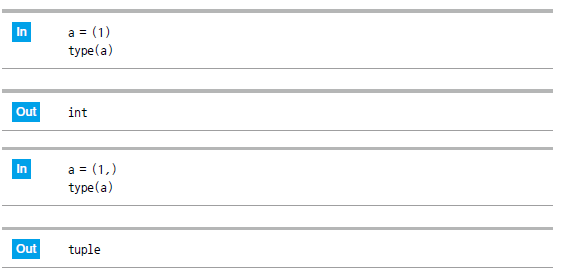 In
a = (1)
type(a)
Out
int
In
a = (1,)
type(a)
Out
tuple